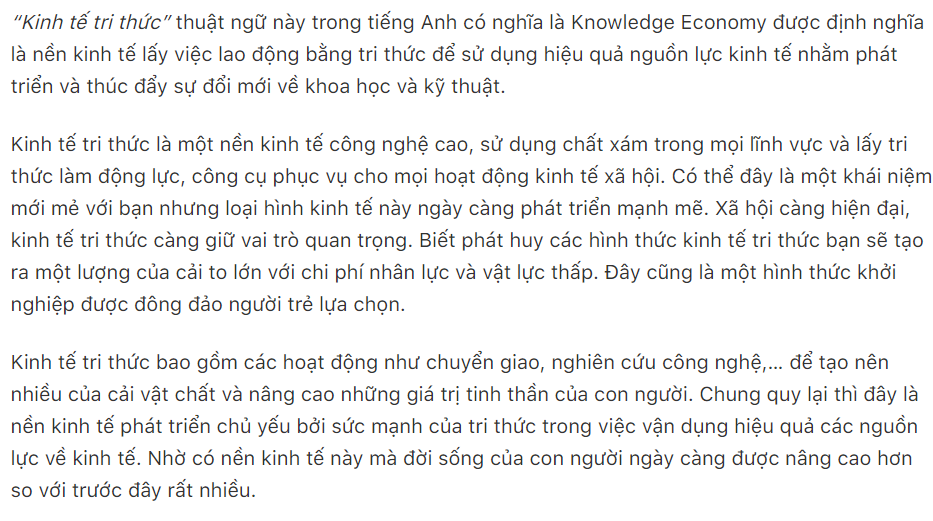 “Kinh tế tri thức” thuật ngữ này trong tiếng Anh có nghĩa là Knowledge Economy được định nghĩa
là nền kinh tế lấy việc lao động bằng tri thức để sử dụng hiệu quả nguồn lực kinh tế nhằm phát
triển và thúc đẩy sự đổi mới về khoa học và kỹ thuật.
Kinh tế tri thức là một nền kinh tế công nghệ cao, sử dụng chất xám trong mọi lĩnh vực và lấy tri
thức làm động lực, công cụ phục vụ cho mọi hoạt động kinh tế xã hội. Có thể đây là một khái niệm
mới mẻ với bạn nhưng loại hình kinh tế này ngày càng phát triển mạnh mẽ. Xã hội càng hiện đại,
kinh tế tri thức càng giữ vai trò quan trọng. Biết phát huy các hình thức kinh tế tri thức bạn sẽ tạo
ra một lượng của cải to lớn với chi phí nhân lực và vật lực thấp. Đây cũng là một hình thức khởi
nghiệp được đông đảo người trẻ lựa chọn.
Kinh tế tri thức bao gồm các hoạt động như chuyển giao, nghiên cứu công nghệ,… để tạo nên
nhiều của cải vật chất và nâng cao những giá trị tinh thần của con người. Chung quy lại thì đây là
nền kinh tế phát triển chủ yếu bởi sức mạnh của tri thức trong việc vận dụng hiệu quả các nguồn
lực về kinh tế. Nhờ có nền kinh tế này mà đời sống của con người ngày càng được nâng cao hơn
so với trước đây rất nhiều.